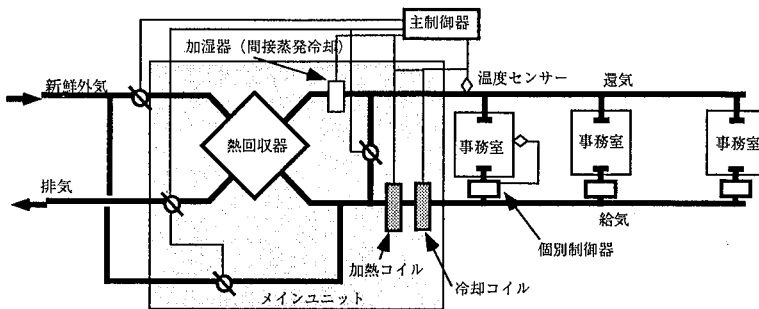 主制御器
加湿器（間接蒸発冷却）
新鮮外気
温度センサー
還気
熱回収器
事務室
事務室
事務室
排気
給気
個別制御器
加熱コイル
冷却コイル
メインユニット